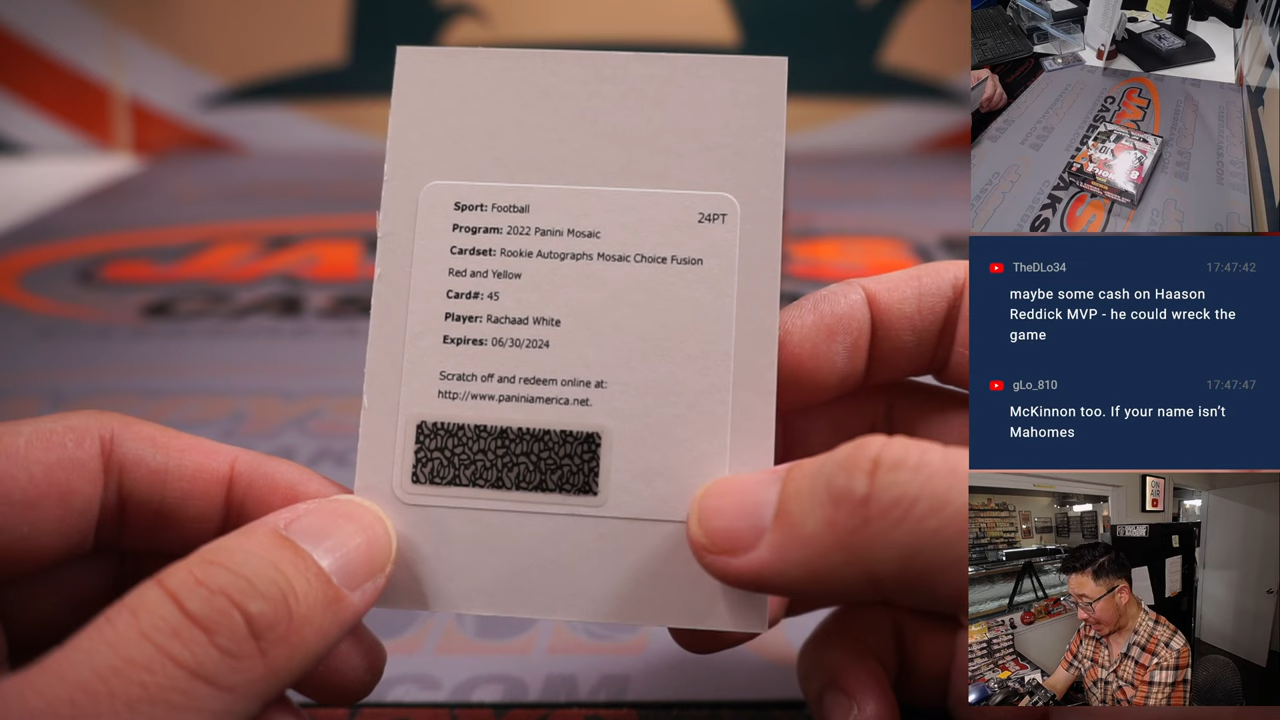 Sport: Football
24PT
Program: 2022 Panini Mosaic
Cardset: Rookie Autographs Mosaic Choice Fusion
Red and Yellow
Card#: 45
Player: Rachaad White
Expires: 06/30/2024
Scratch off and redeem online at:
http://www.paniniamerica.net.
TheDLo34 17:47:42
maybe some cash on Haason
Reddick MVP - he could wreck the
game
gLo_810 17:47:47
McKinnon too. If your name isn't
Mahomes
ON
AIR